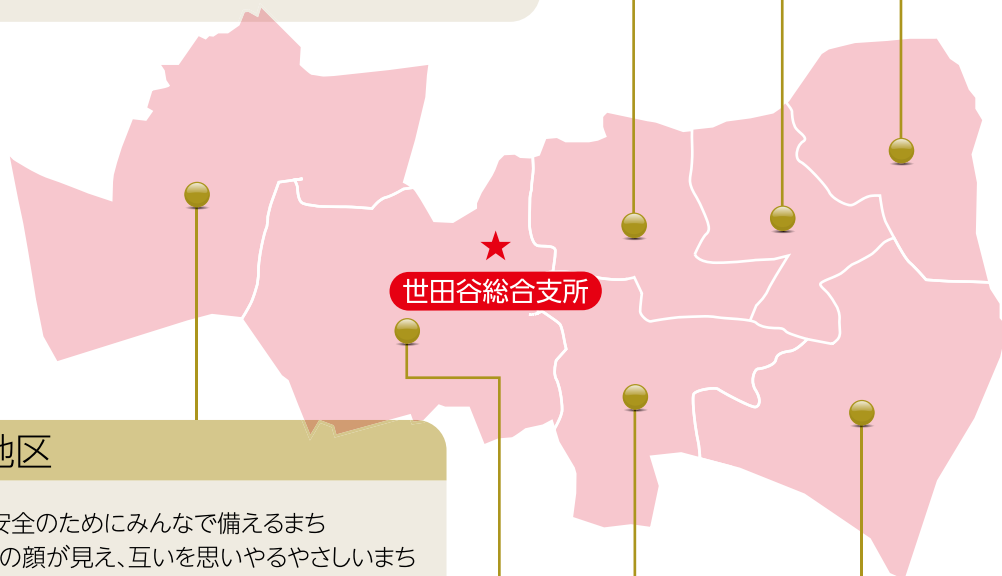 世田谷総合支所
地区
安全のためにみんなで備えるまち
の顔が見え、互いを思いやるやさしいまち